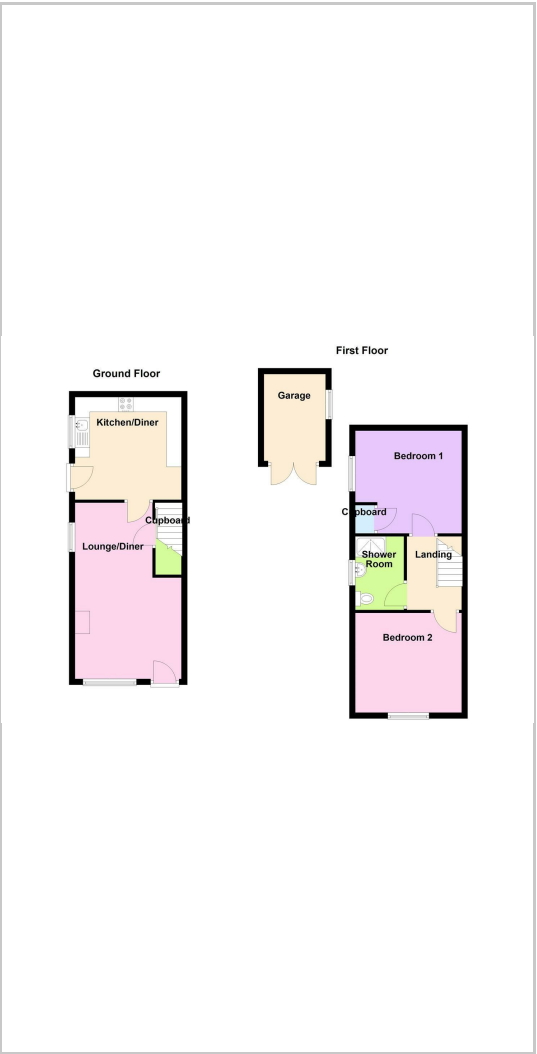 First Floor
Ground Floor
Garage
Kitchen/Diner
Bedroom 1
Cupboard
Cupboard
Lounge/Diner
Shower
Room
Landing
Bedroom 2